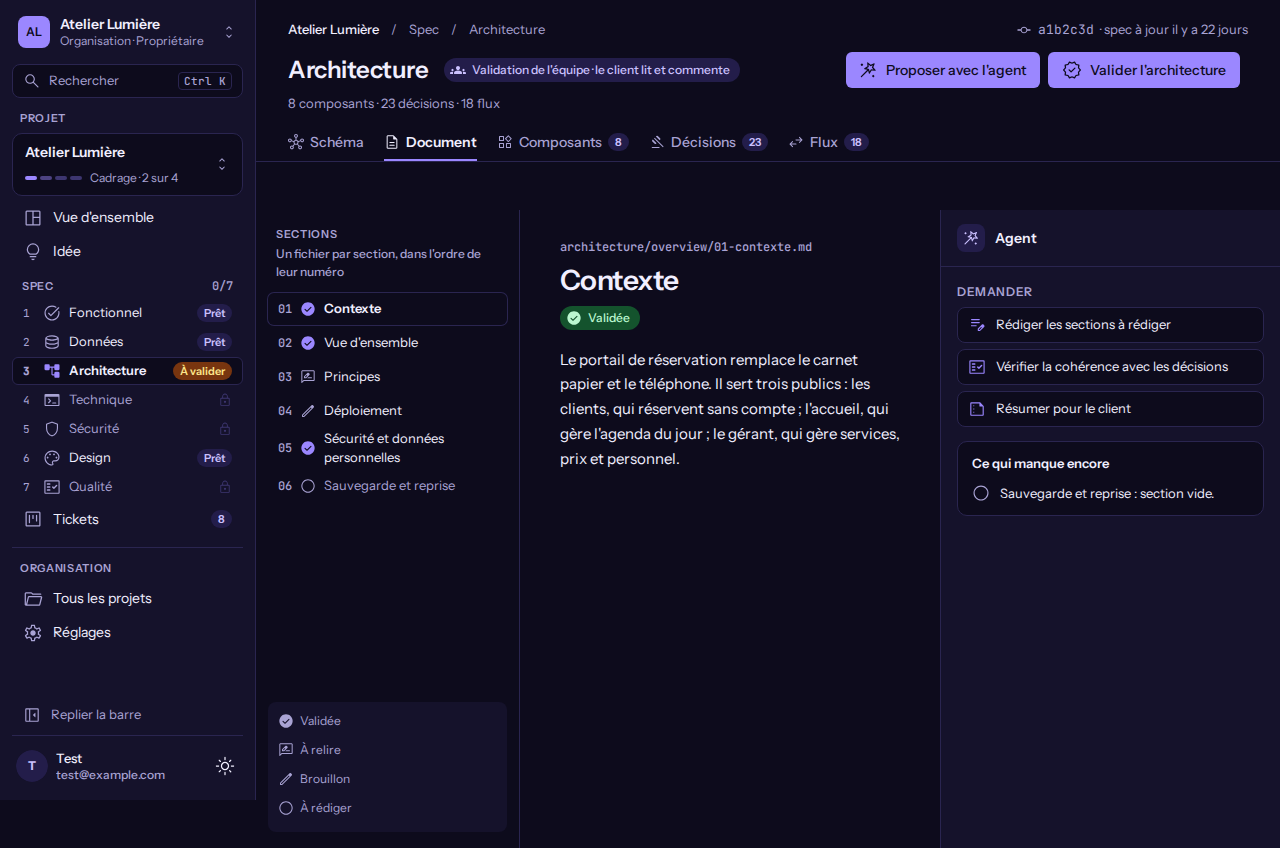 AL
Atelier Lumière
Organisation·Propriétaire
Rechercher
Ctrl K
PROJET
Atelier Lumière
Cadrage·2 sur 4
Vue d'ensemble
Idée
SPEC
0/7
1 Fonctionnel Prêt
2 Données Prêt
3 Architecture À valider
4 Technique
5 Sécurité
6 Design Prêt
7 Qualité
Tickets 8
ORGANISATION
Tous les projets
Réglages
Replier la barre
T
Test
test@example.com
Atelier Lumière / Spec / Architecture
a1b2c3d ·spec à jour il y a 22 jours
Architecture
Validation de l'équipe·le client lit et commente
Proposer avec l'agent
Valider l'architecture
8 composants·23 décisions·18 flux
Schéma
Document
Composants 8
Décisions 23
Flux 18
SECTIONS
Un fichier par section, dans l'ordre de
leur numéro
01 Contexte
02 Vue d'ensemble
03 Principes
04 Déploiement
05 Sécurité et données
personnelles
06 Sauvegarde et reprise
Validée
À relire
Brouillon
À rédiger
architecture/overview/01-contexte.md
Contexte
Validée
Le portail de réservation remplace le carnet
papier et le téléphone. Il sert trois publics : les
clients, qui réservent sans compte ; l'accueil, qui
gère l'agenda du jour ; le gérant, qui gère services,
prix et personnel.
Agent
DEMANDER
Rédiger les sections à rédiger
Vérifier la cohérence avec les décisions
Résumer pour le client
Ce qui manque encore
Sauvegarde et reprise : section vide.